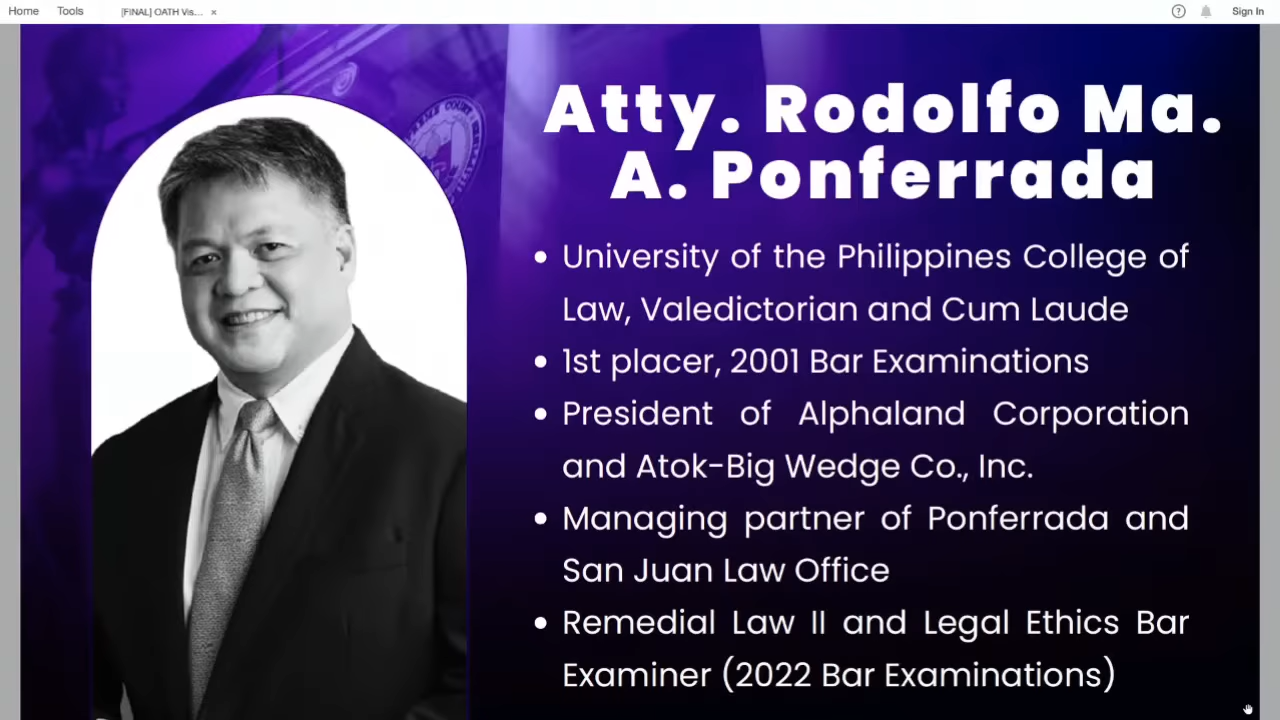 Home Tools [FINAL] OATH Vis... × ? Sign In
Atty. Rodolfo Ma.
A. Ponferrada
• University of the Philippines College of
Law, Valedictorian and Cum Laude
• 1st placer, 2001 Bar Examinations
• President of Alphaland Corporation
and Atok-Big Wedge Co., Inc.
• Managing partner of Ponferrada and
San Juan Law Office
• Remedial Law II and Legal Ethics Bar
Examiner (2022 Bar Examinations)